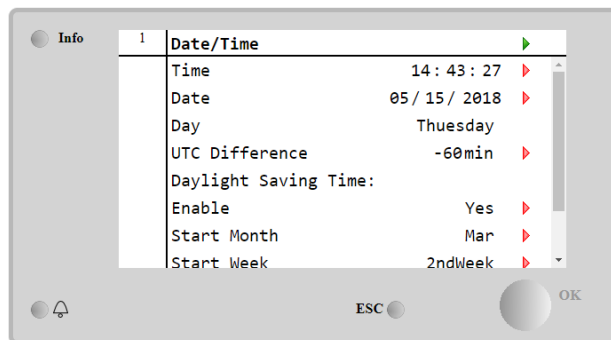 Info
1 Date/Time
Time 14:43:27
Date 05/15/2018
Day Thuesday
UTC Difference -60min
Daylight Saving Time:
Enable Yes
Start Month Mar
Start Week 2ndWeek
ESC
OK